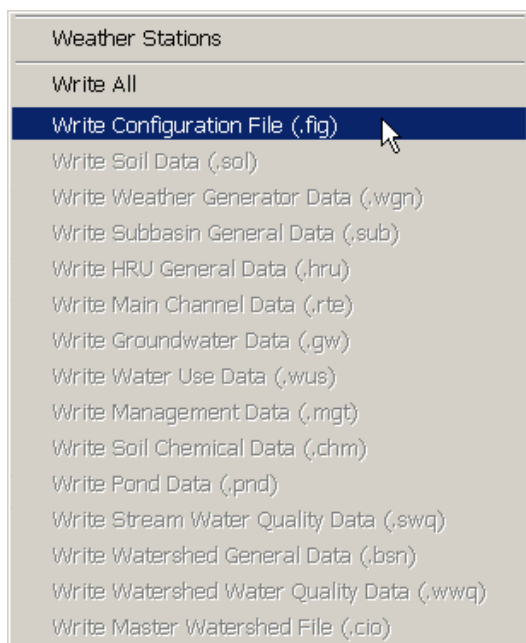 Weather Stations
Write All
Write Configuration File (.fig)
Write Soil Data (.sol)
Write Weather Generator Data (.wgn)
Write Subbasin General Data (.sub)
Write HRU General Data (.hru)
Write Main Channel Data (.rte)
Write Groundwater Data (.gw)
Write Water Use Data (.wus)
Write Management Data (.mgt)
Write Soil Chemical Data (.chm)
Write Pond Data (.pnd)
Write Stream Water Quality Data (.swq)
Write Watershed General Data (.bsn)
Write Watershed Water Quality Data (.wwq)
Write Master Watershed File (.cio)